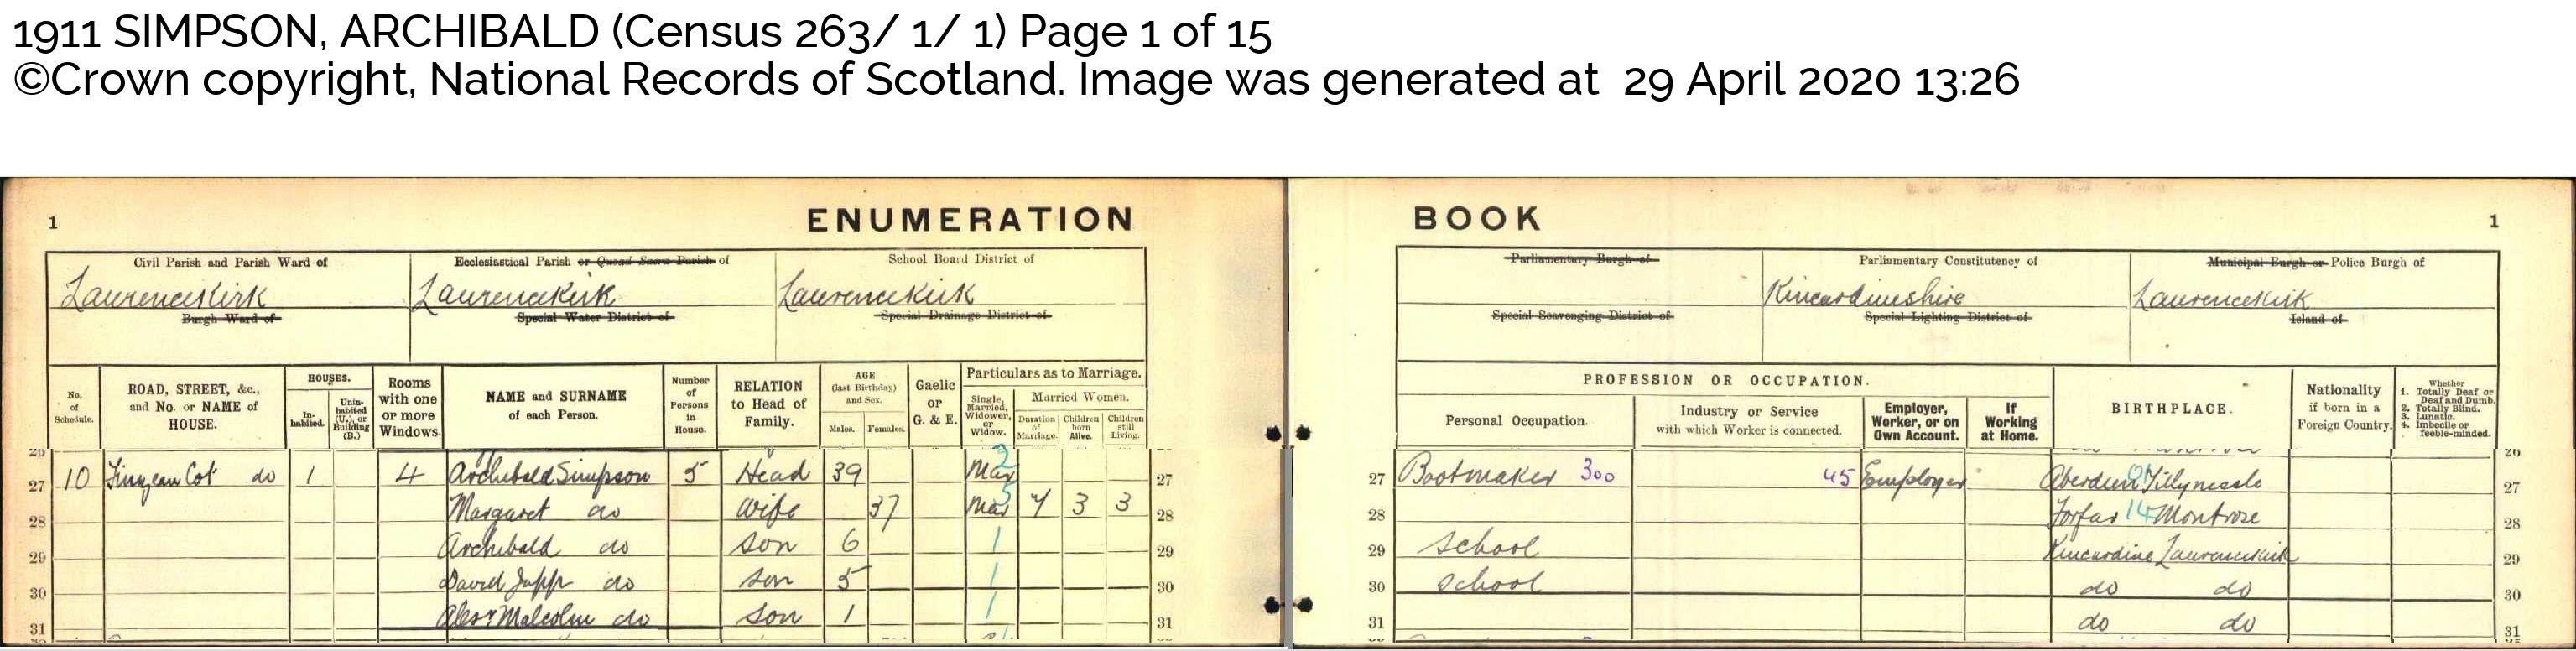 1911 SIMPSON, ARCHIBALD (Census 263/ 1/ 1) Page 1 of 15
©Crown copyright, National Records of Scotland. Image was generated at 29 April 2020 13:26
1 ENUMERATION BOOK 1
Civil Parish and Parish Ward of Ecclesiastical Parish or Quoad Sacra Parish of School Board District of Parliamentary Burgh of Parliamentary Constitutency of Municipal Burgh or Police Burgh of
Laurencekirk Laurencekirk Laurencekirk Kincardineshire Laurencekirk
Burgh Ward of Special Water District of Special Drainage District of Special Scavenging District of Special Lighting District of Island of
No. of Schedule.
ROAD, STREET, &c., and No. or NAME of HOUSE.
HOUSES.
In-habited.
Unin-habited (U.), or Building (B.)
Rooms with one or more Windows
NAME and SURNAME of each Person.
Number of Persons in House.
RELATION to Head of Family.
AGE (last Birthday) and Sex.
Males. Females.
Gaelic or G. & E.
Particulars as to Marriage.
Single, Married, Widower, or Widow.
Married Women.
Duration of Marriage.
Children born Alive.
Children still Living.
PROFESSION OR OCCUPATION.
Personal Occupation.
Industry or Service with which Worker is connected.
Employer, Worker, or on Own Account.
If Working at Home.
BIRTHPLACE.
Nationality if born in a Foreign Country.
Whether
1. Totally Deaf or Deaf and Dumb.
2. Totally Blind.
3. Lunatic.
4. Imbecile or feeble-minded.
26 26
27 10 Cot do 1 4 Archibald Simpson 5 Head 39 Mar 2 27 27 Bootmaker 300 45 Employer Aberdeen 27
28 Margaret do Wife 37 Mar 5 7 3 3 28 28 Forfar 14 Montrose 28
29 Archibald do son 6 1 29 29 School Kincardine Laurencekirk 29
30 David Japp do son 5 1 30 30 School do do 30
31 Alexr Malcolm do son 1 1 31 31 do do 31